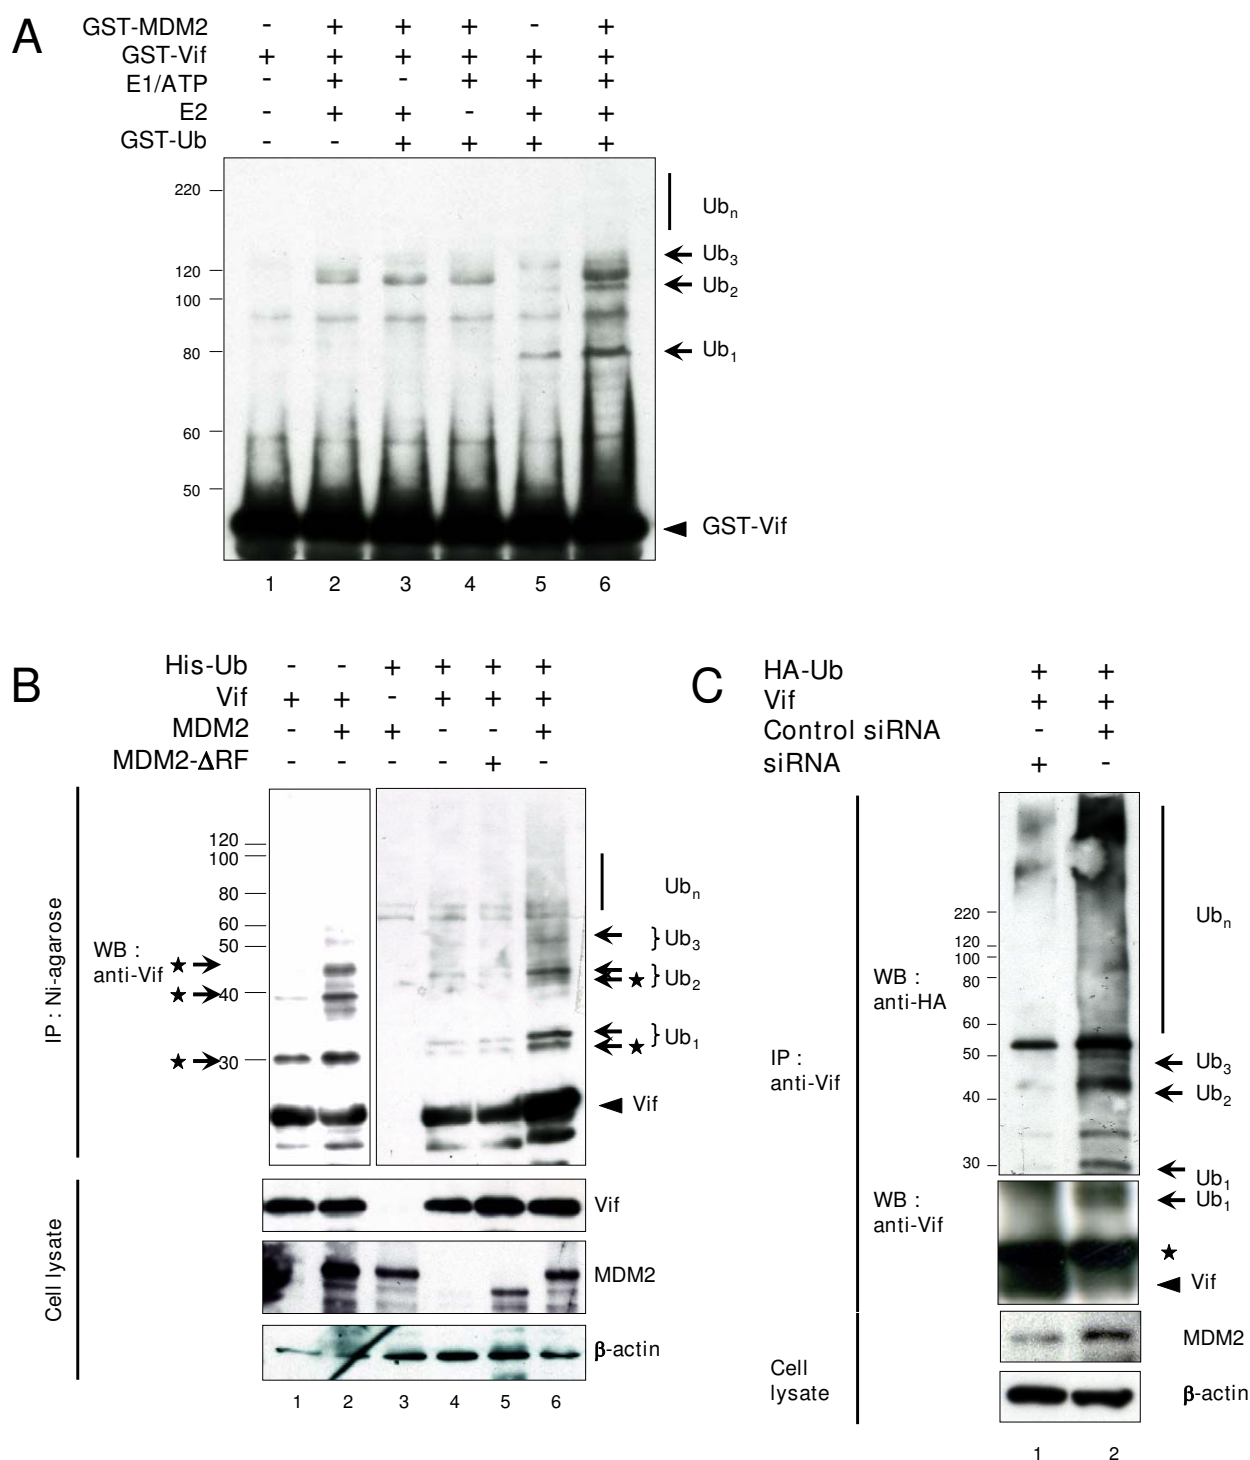 A
GST-MDM2 - + + + - +
GST-Vif + + + + + +
E1/ATP - + - + + +
E2 - + + - + +
GST-Ub - - + + + +
220
120
100
80
60
50
Ubn
Ub3
Ub2
Ub1
GST-Vif
1 2 3 4 5 6
B
His-Ub - - + + + +
Vif + + - + + +
MDM2 - + + - - +
MDM2-ΔRF - - - - + -
IP : Ni-agarose
WB :
anti-Vif
120
100
80
60
50
40
30
Ubn
} Ub3
} Ub2
} Ub1
Vif
Cell lysate
Vif
MDM2
β-actin
1 2 3 4 5 6
C
HA-Ub + +
Vif + +
Control siRNA - +
siRNA + -
IP :
anti-Vif
WB :
anti-HA
220
120
100
80
60
50
40
30
Ubn
Ub3
Ub2
Ub1
WB :
anti-Vif
Ub1
Vif
Cell
lysate
MDM2
β-actin
1 2